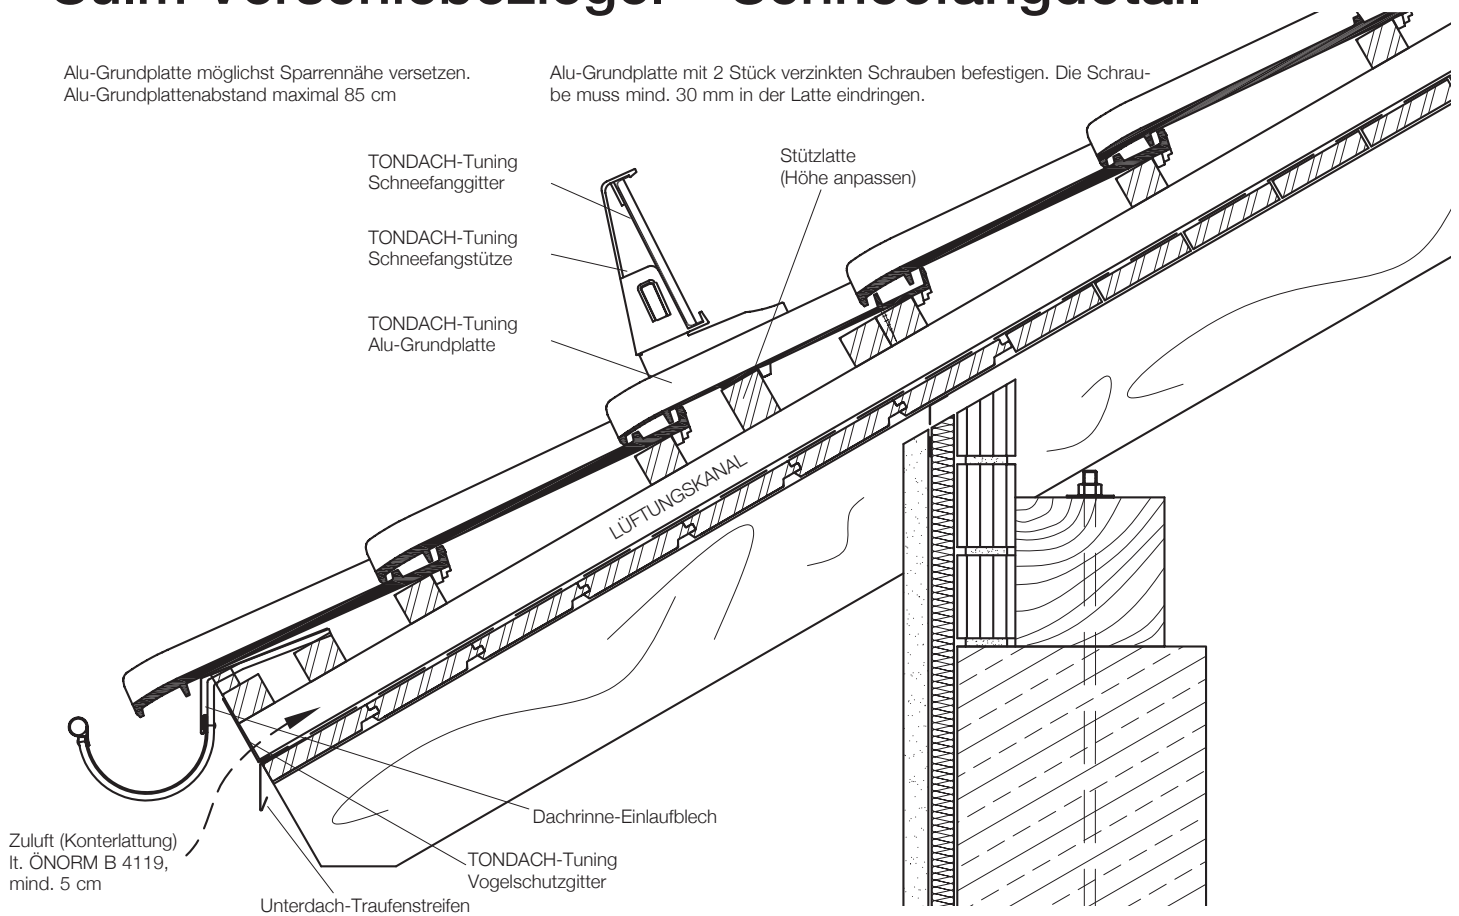 Alu-Grundplatte möglichst Sparrennähe versetzen.
Alu-Grundplattenabstand maximal 85 cm
Alu-Grundplatte mit 2 Stück verzinkten Schrauben befestigen. Die Schrau-
be muss mind. 30 mm in der Latte eindringen.
TONDACH-Tuning
Schneefanggitter
Stützlatte
(Höhe anpassen)
TONDACH-Tuning
Schneefangstütze
TONDACH-Tuning
Alu-Grundplatte
LÜFTUNGSKANAL
Dachrinne-Einlaufblech
Zuluft (Konterlattung)
lt. ÖNORM B 4119,
mind. 5 cm
TONDACH-Tuning
Vogelschutzgitter
Unterdach-Traufenstreifen